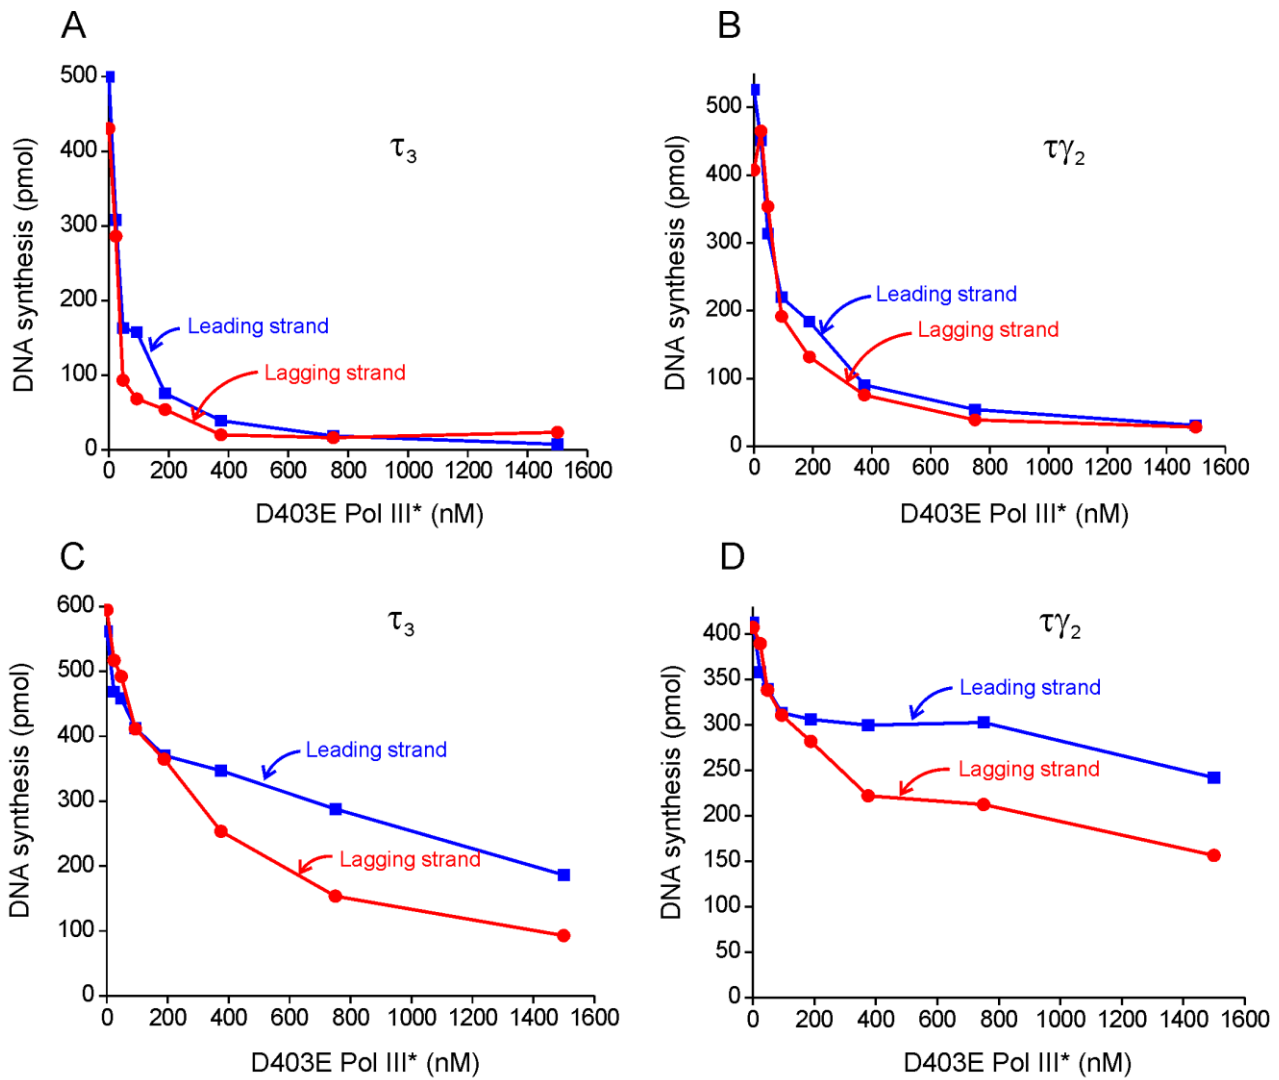 A
τ3
DNA synthesis (pmol)
500
400
300
200
100
0
Leading strand
Lagging strand
0 200 400 600 800 1000 1200 1400 1600
D403E Pol III* (nM)
B
τγ2
DNA synthesis (pmol)
500
400
300
200
100
0
Leading strand
Lagging strand
0 200 400 600 800 1000 1200 1400 1600
D403E Pol III* (nM)
C
τ3
DNA synthesis (pmol)
600
500
400
300
200
100
0
Leading strand
Lagging strand
0 200 400 600 800 1000 1200 1400 1600
D403E Pol III* (nM)
D
τγ2
DNA synthesis (pmol)
400
350
300
250
200
150
100
50
0
Leading strand
Lagging strand
0 200 400 600 800 1000 1200 1400 1600
D403E Pol III* (nM)